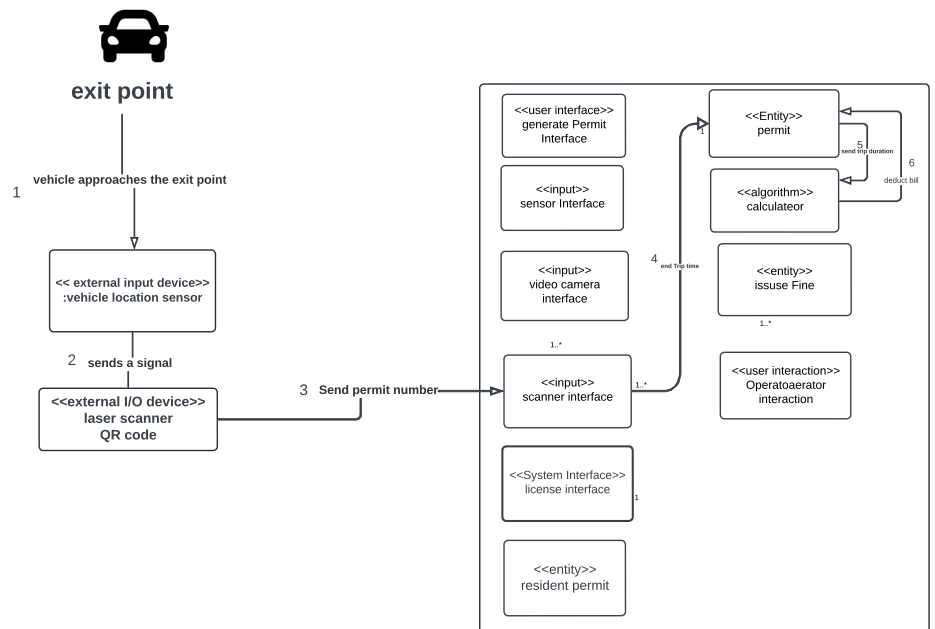 exit point
1
vehicle approaches the exit point
<< external input device>>
:vehicle location sensor
2
sends a signal
<<external I/O device>>
laser scanner
QR code
3
Send permit number
<<user interface>>
generate Permit
Interface
<<input>>
sensor Interface
<<input>>
video camera
interface
1..*
<<input>>
scanner interface
1..*
<<System Interface>>
license interface
1
<<entity>>
resident permit
4
end Trip time
1
<<Entity>>
permit
5
send trip duration
6
deduct bill
<<algorithm>>
calculateor
<<entity>>
issuse Fine
1..*
<<user interaction>>
Operatoaerator
interaction